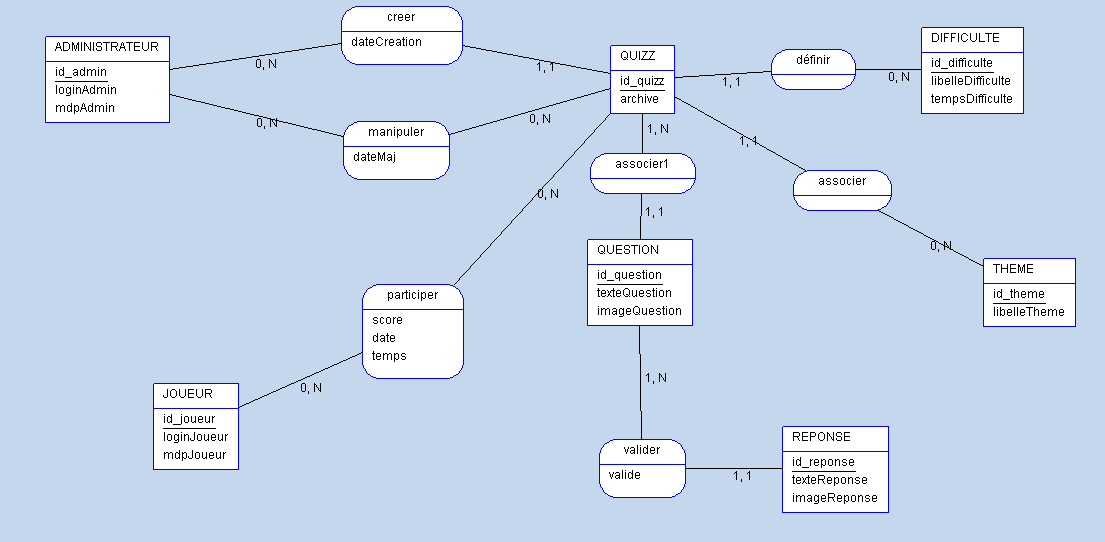 creer
dateCreation
ADMINISTRATEUR
id_admin
loginAdmin
mdpAdmin
0, N
1, 1
QUIZZ
id_quizz
archive
définir
1, 1
0, N
DIFFICULTE
id_difficulte
libelleDifficulte
tempsDifficulte
0, N
manipuler
dateMaj
0, N
1, N
1, 1
associer1
associer
0, N
1, 1
0, N
QUESTION
id_question
texteQuestion
imageQuestion
THEME
id_theme
libelleTheme
participer
score
date
temps
0, N
1, N
JOUEUR
id_joueur
loginJoueur
mdpJoueur
valider
valide
1, 1
REPONSE
id_reponse
texteReponse
imageReponse